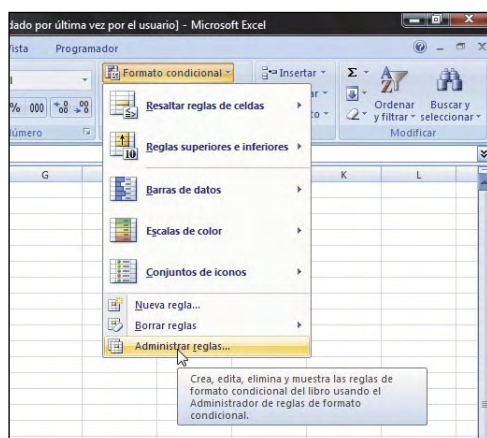 dado por última vez por el usuario] - Microsoft Excel
Vista Programador
Formato condicional
Insertar
Σ
% 000
Ordenar y filtrar
Buscar y seleccionar
Número
Modificar
G K L
Resaltar reglas de celdas
10
Reglas superiores e inferiores
Barras de datos
Escalas de color
Conjuntos de iconos
Nueva regla...
Borrar reglas
Administrar reglas...
Crea, edita, elimina y muestra las reglas de
formato condicional del libro usando el
Administrador de reglas de formato
condicional.